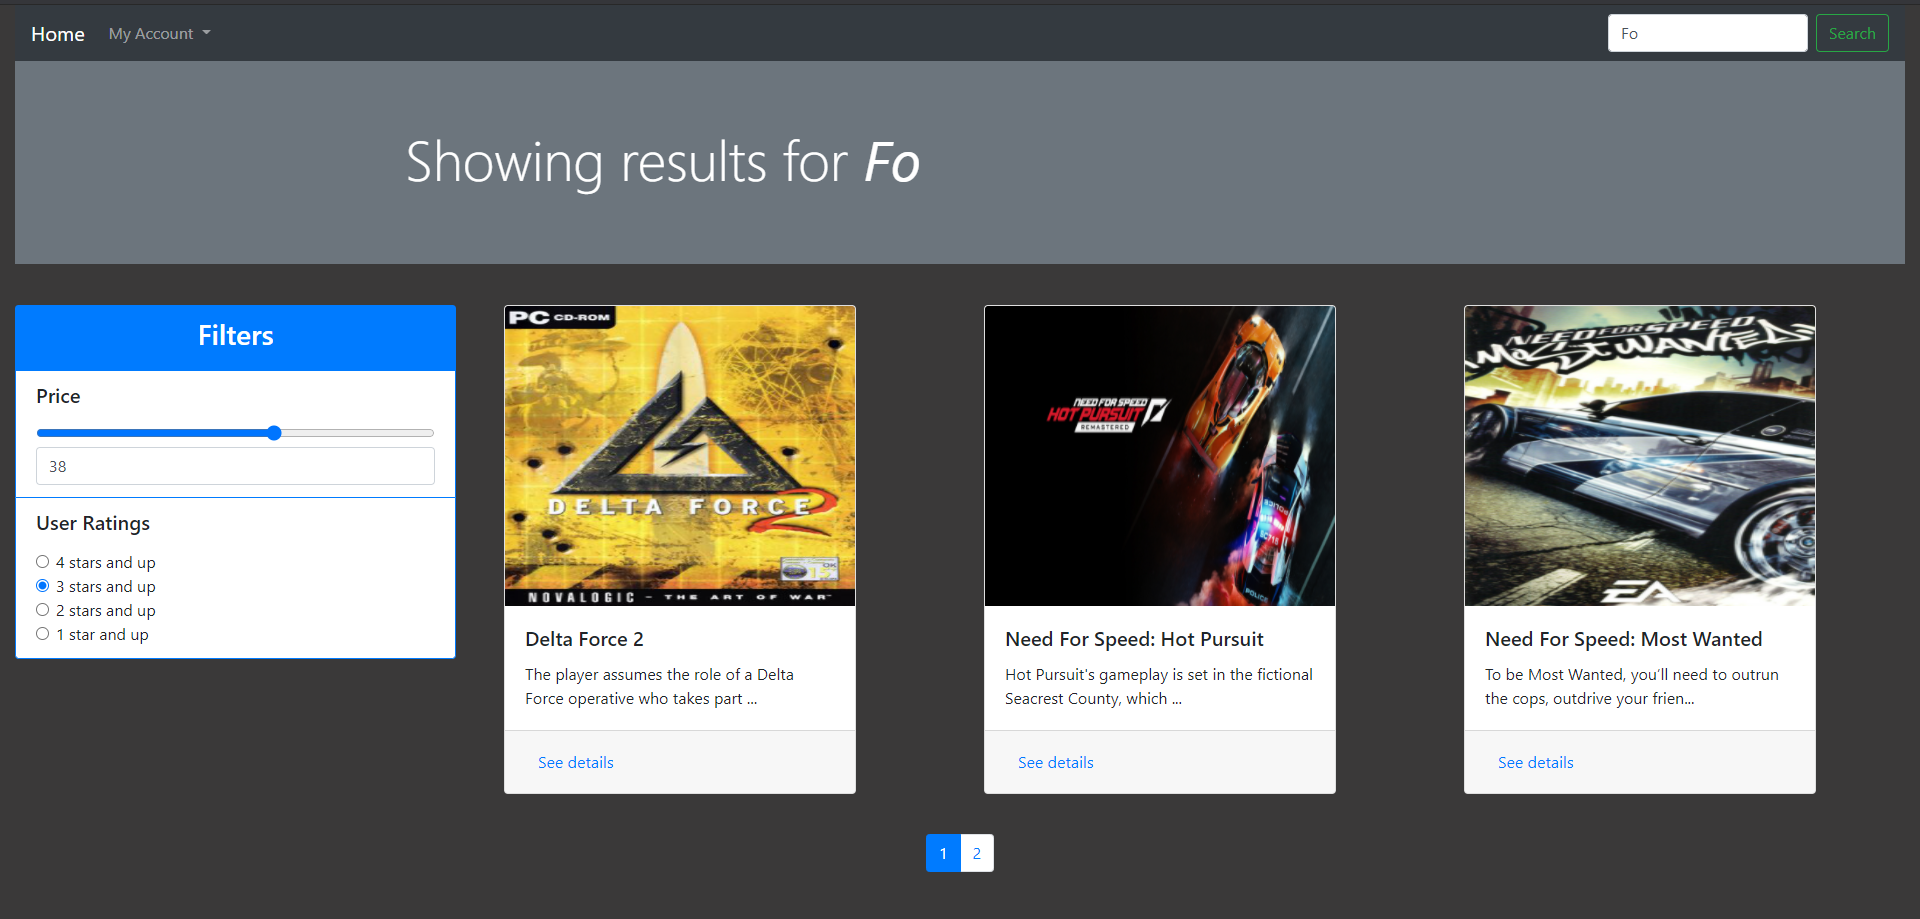 Home
My Account
Fo
Search
Showing results for Fo
Filters
Price
38
User Ratings
4 stars and up
3 stars and up
2 stars and up
1 star and up
PC CD-ROM
DELTA FORCE 2
OK
NOVALOGIC - THE ART OF WAR
Delta Force 2
The player assumes the role of a Delta
Force operative who takes part ...
See details
NEED FOR SPEED
HOT PURSUIT
REMASTERED
POLICE
POLICE
Need For Speed: Hot Pursuit
Hot Pursuit's gameplay is set in the fictional
Seacrest County, which ...
See details
NEED FOR SPEED
MOST WANTED
EA
Need For Speed: Most Wanted
To be Most Wanted, you’ll need to outrun
the cops, outdrive your frien...
See details
1
2